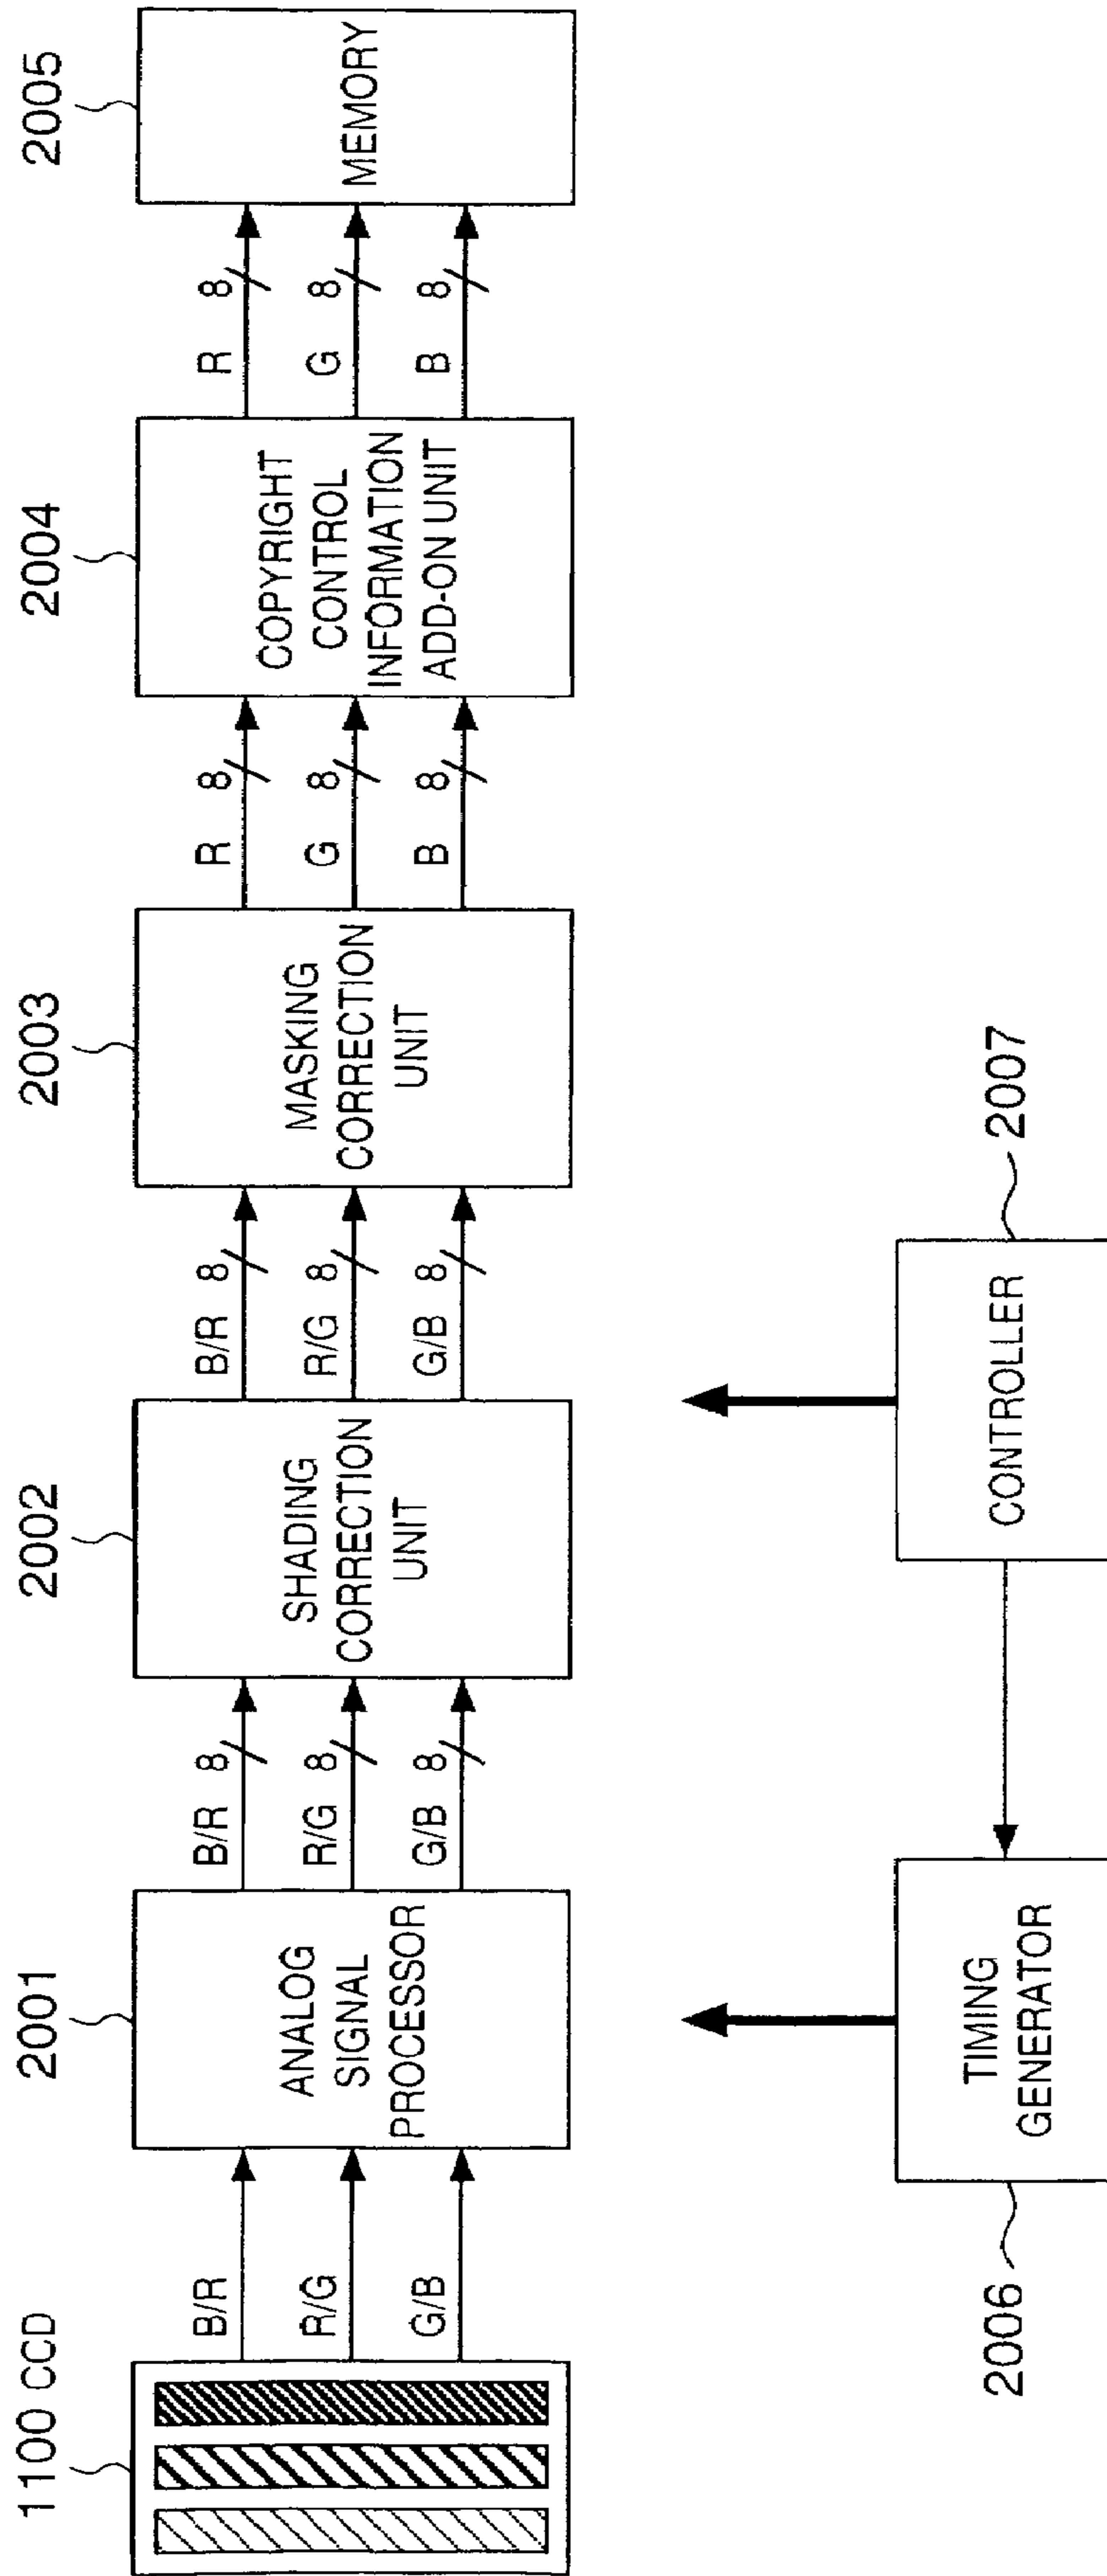 1100 CCD
B/R
R/G
G/B
2001
ANALOG
SIGNAL
PROCESSOR
B/R 8
R/G 8
G/B 8
2002
SHADING
CORRECTION
UNIT
B/R 8
R/G 8
G/B 8
2003
MASKING
CORRECTION
UNIT
R 8
G 8
B 8
2004
COPYRIGHT
CONTROL
INFORMATION
ADD-ON UNIT
R 8
G 8
B 8
2005
MEMORY
2006
TIMING
GENERATOR
CONTROLLER
2007